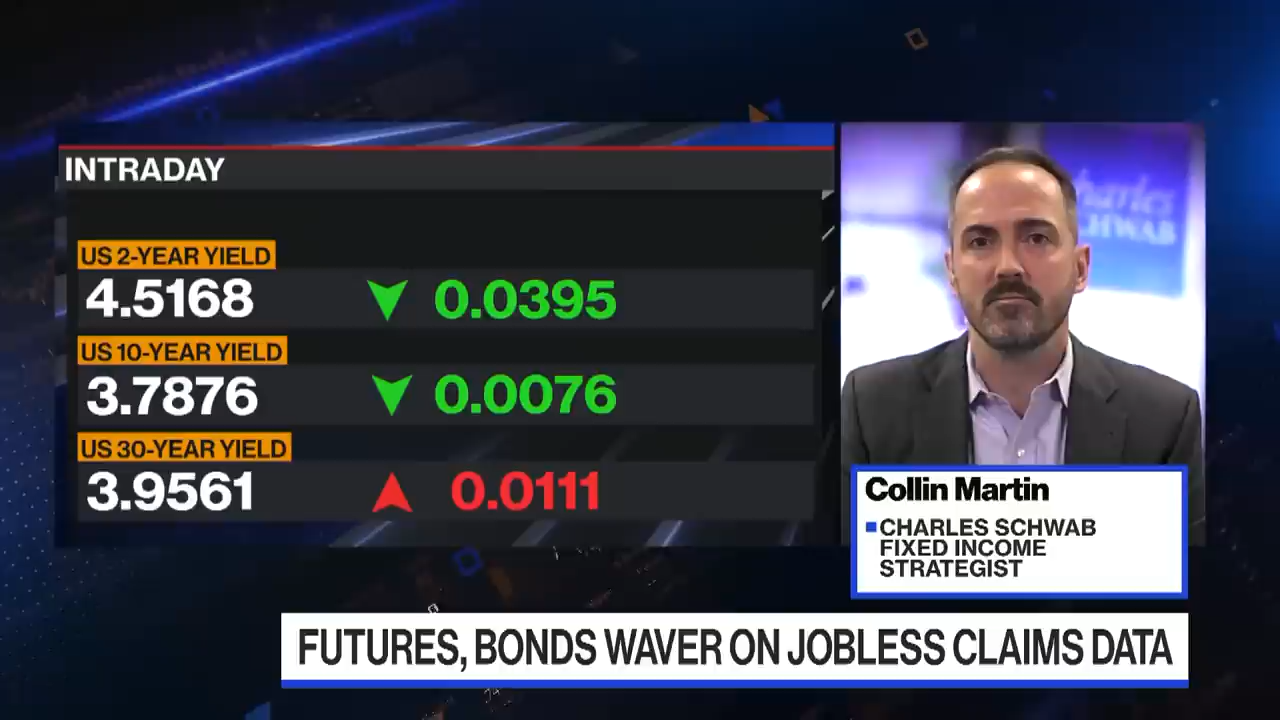 INTRADAY
US 2-YEAR YIELD
4.5168 ▼ 0.0395
US 10-YEAR YIELD
3.7876 ▼ 0.0076
US 30-YEAR YIELD
3.9561 ▲ 0.0111
charles
SCHWAB
Collin Martin
CHARLES SCHWAB
FIXED INCOME
STRATEGIST
FUTURES, BONDS WAVER ON JOBLESS CLAIMS DATA